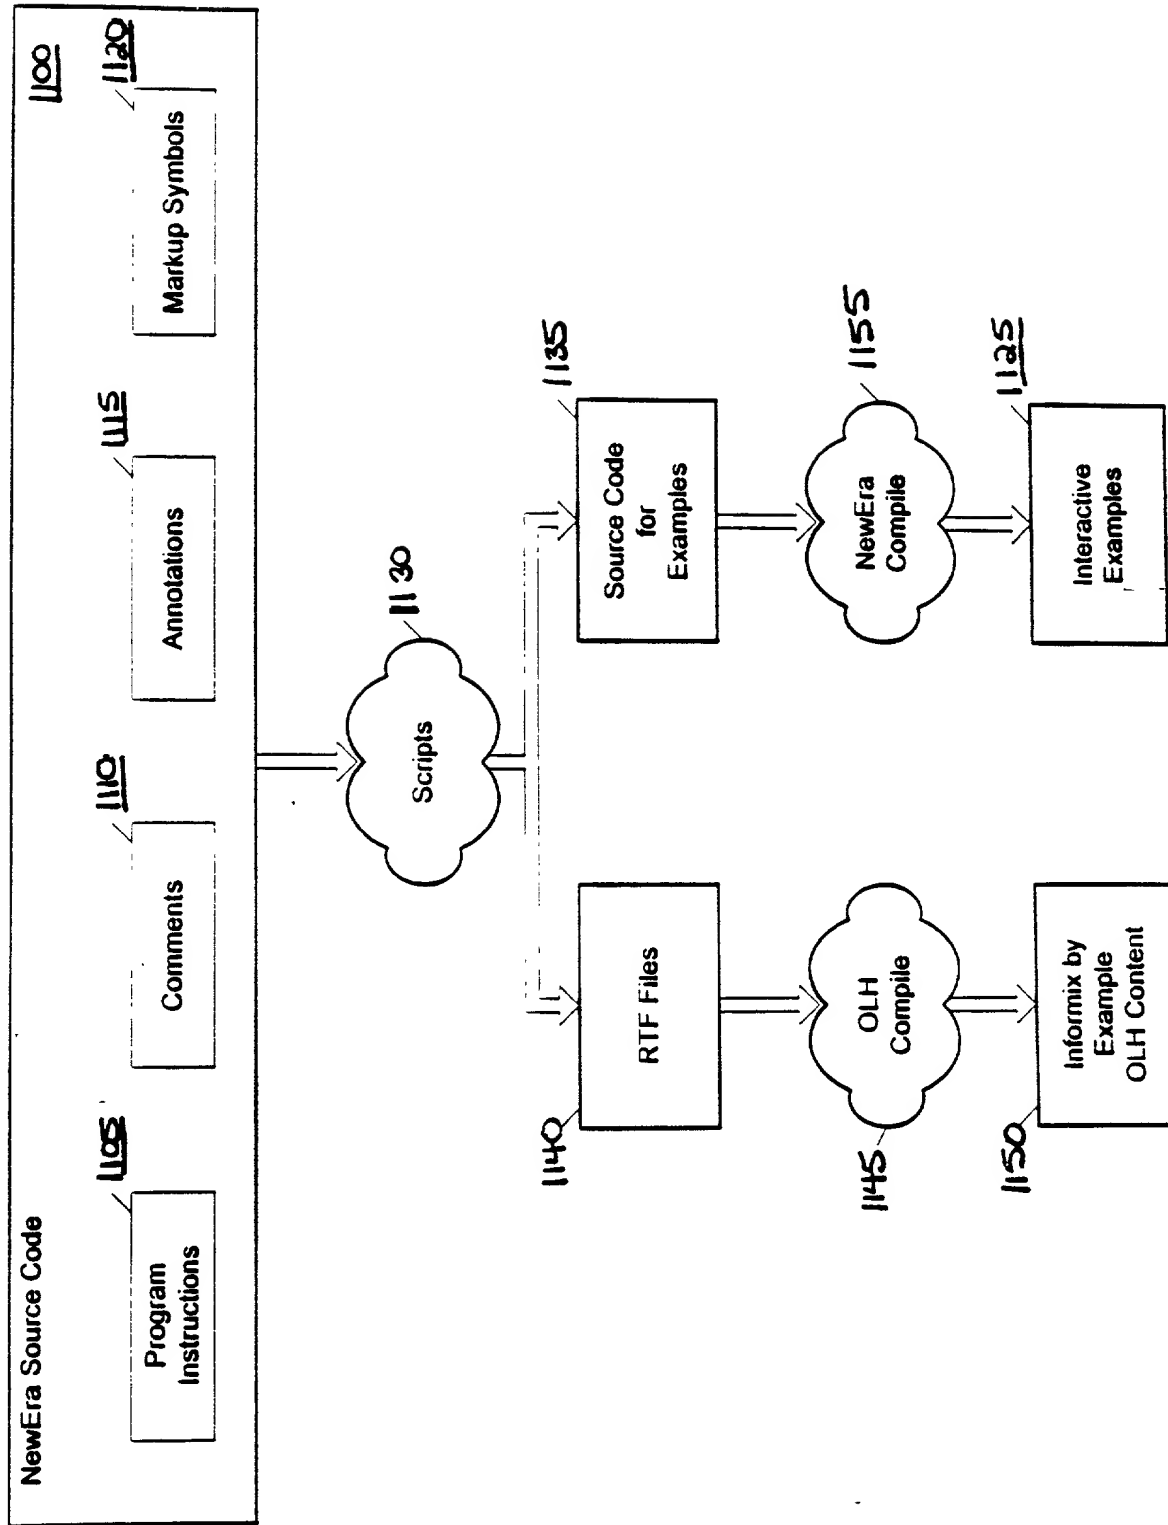 NewEra Source Code
1100
1105
Program
Instructions
1110
Comments
1115
Annotations
1120
Markup Symbols
Scripts
1130
1140
RTF Files
1135
Source Code
for
Examples
1145
OLH
Compile
1155
NewEra
Compile
1150
Informix by
Example
OLH Content
1125
Interactive
Examples